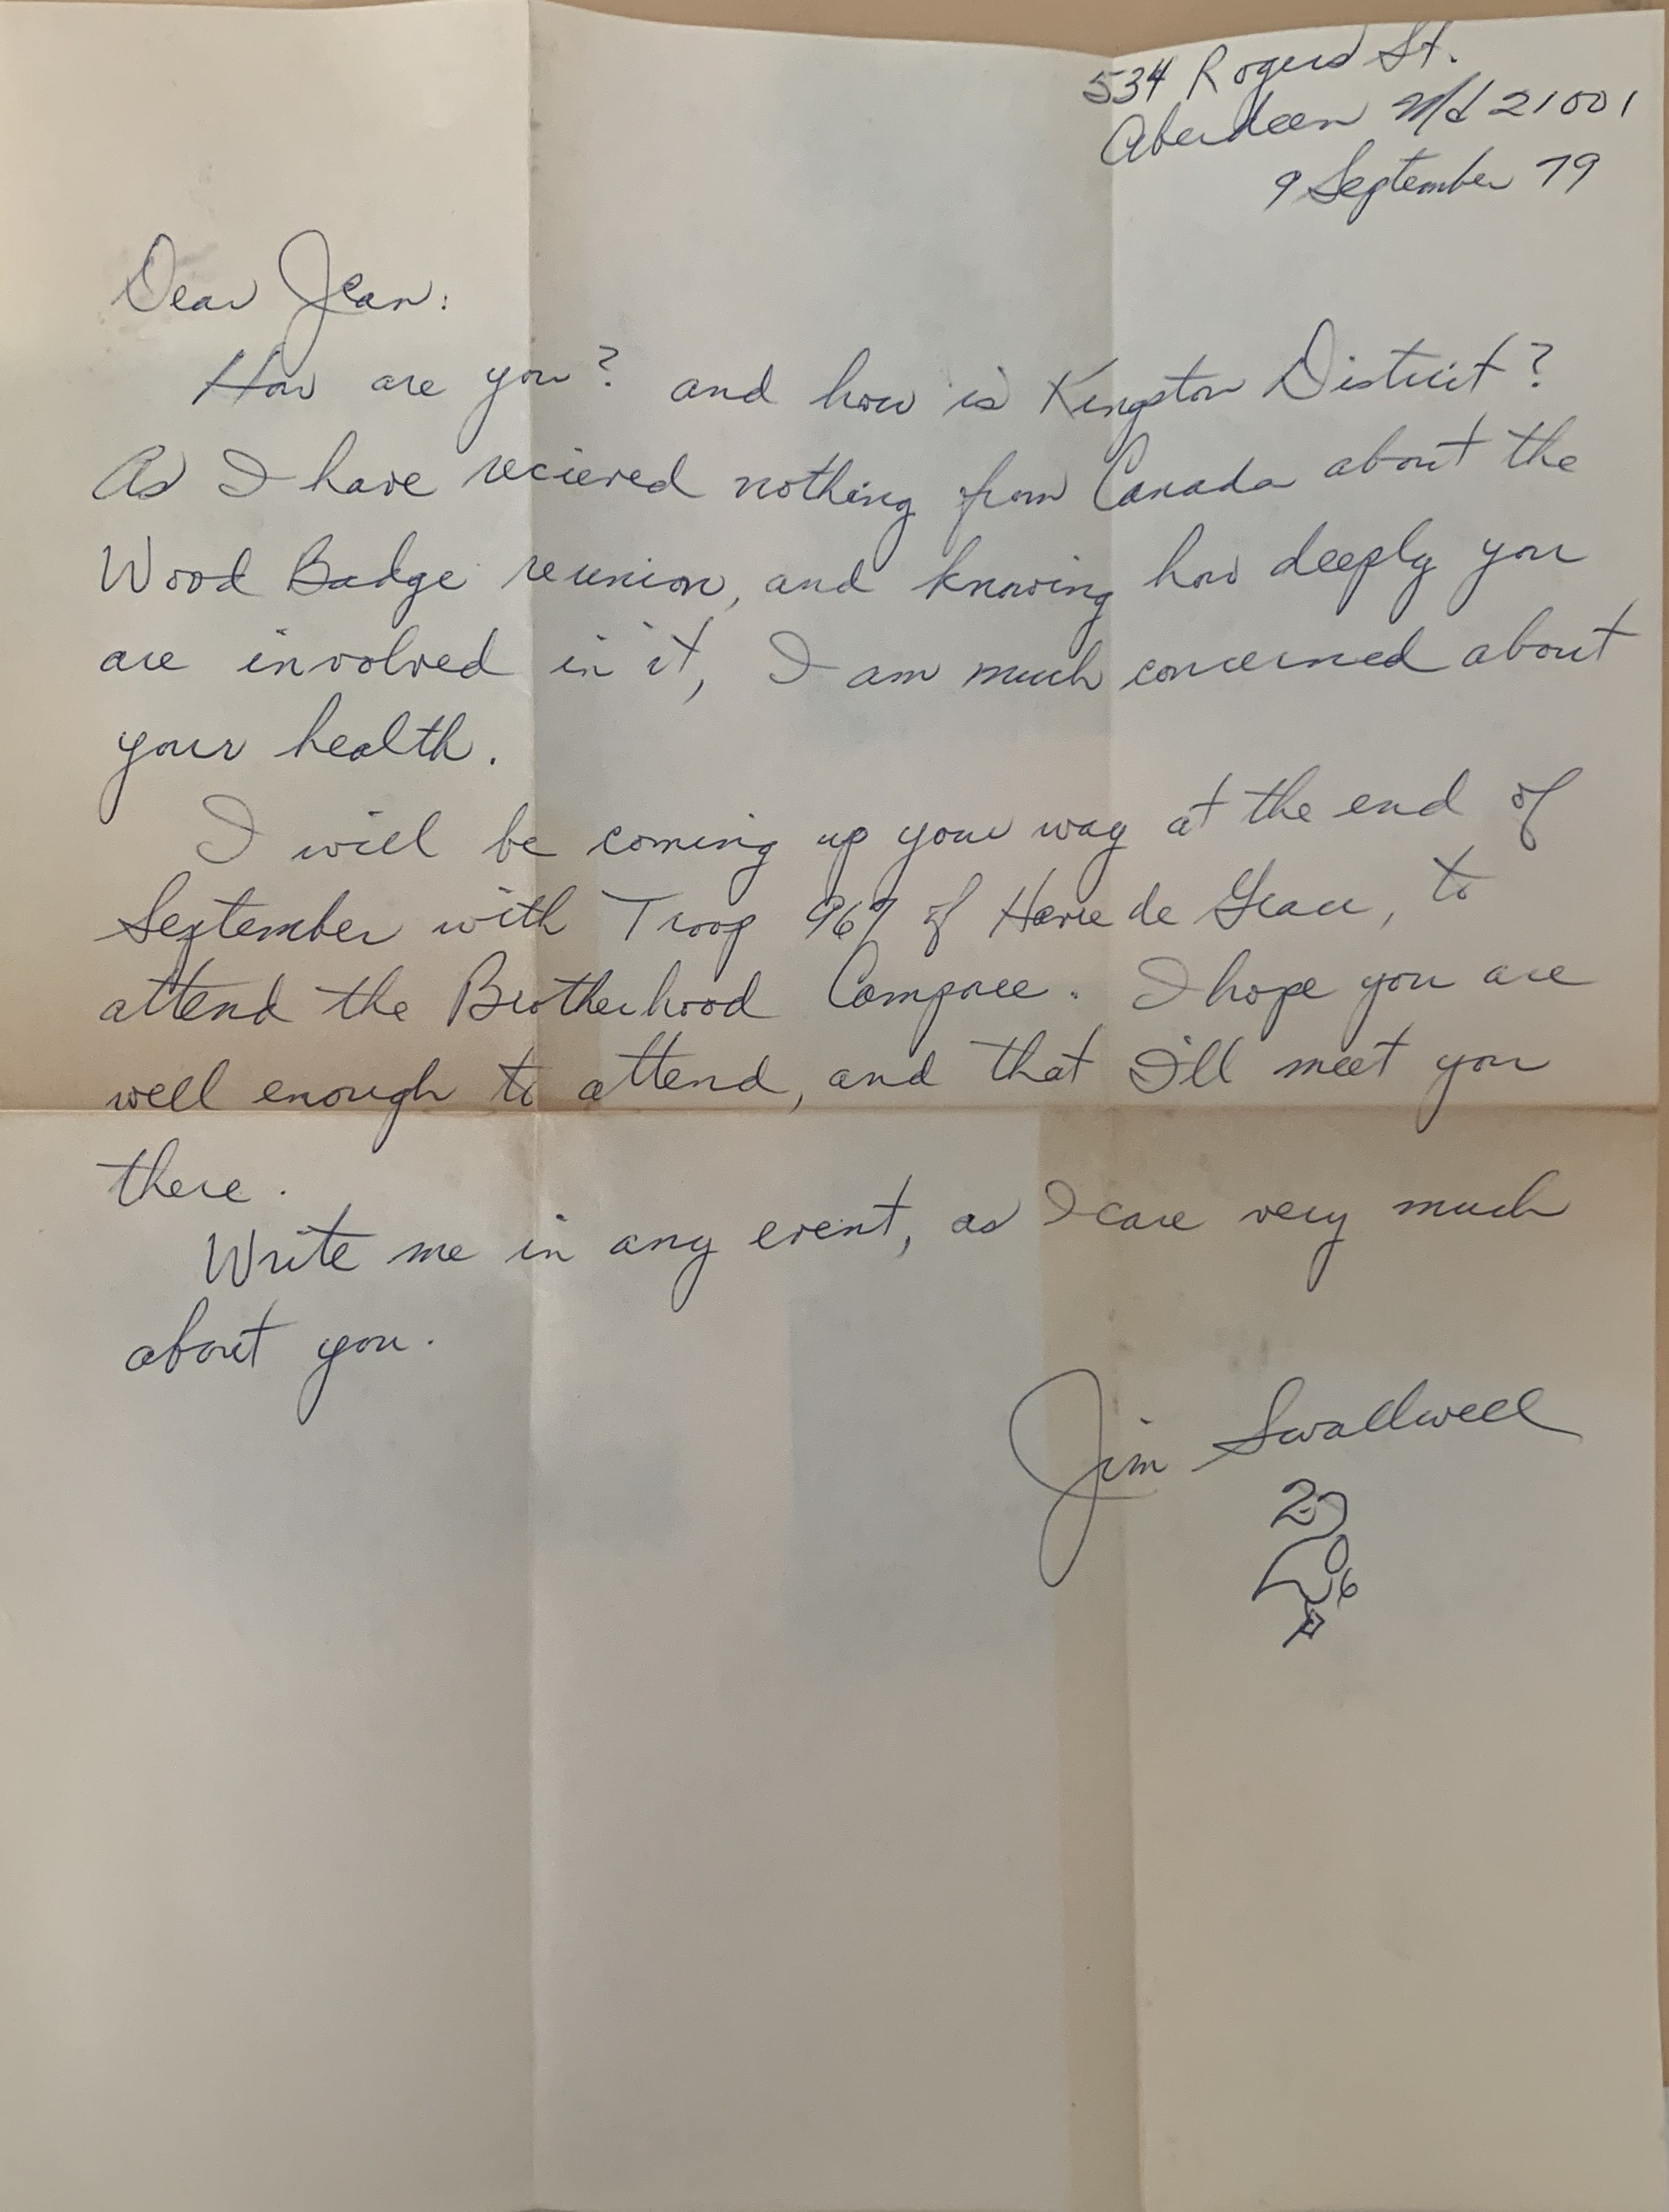 534 Rogers St.
Aberdeen Md 21001
9 September 79
Dear Jean:
How are you? and how is Kingston District?
As I have recieved nothing from Canada about the
Wood Badge reunion, and knowing how deeply you
are involved in it, I am much concerned about
your health.
I will be coming up your way at the end of
September with Troop 967 of Havre de Grace, to
attend the Brotherhood Camporee. I hope you are
well enough to attend, and that I'll meet you
there.
Write me in any event, as I care very much
about you.
Jim Swallwell